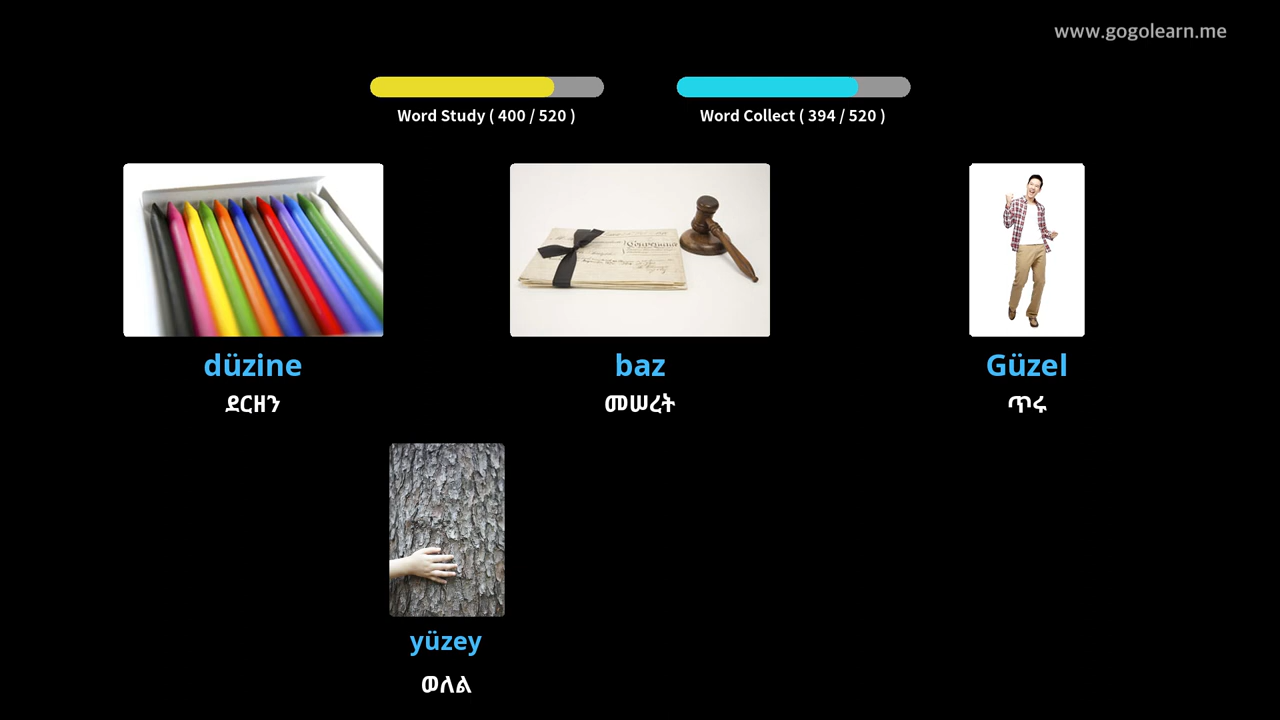 www.gogolearn.me
Word Study ( 400 / 520 )
Word Collect ( 394 / 520 )
düzine
ደርዘን
baz
መሠረት
Güzel
ጥሩ
yüzey
ወለል